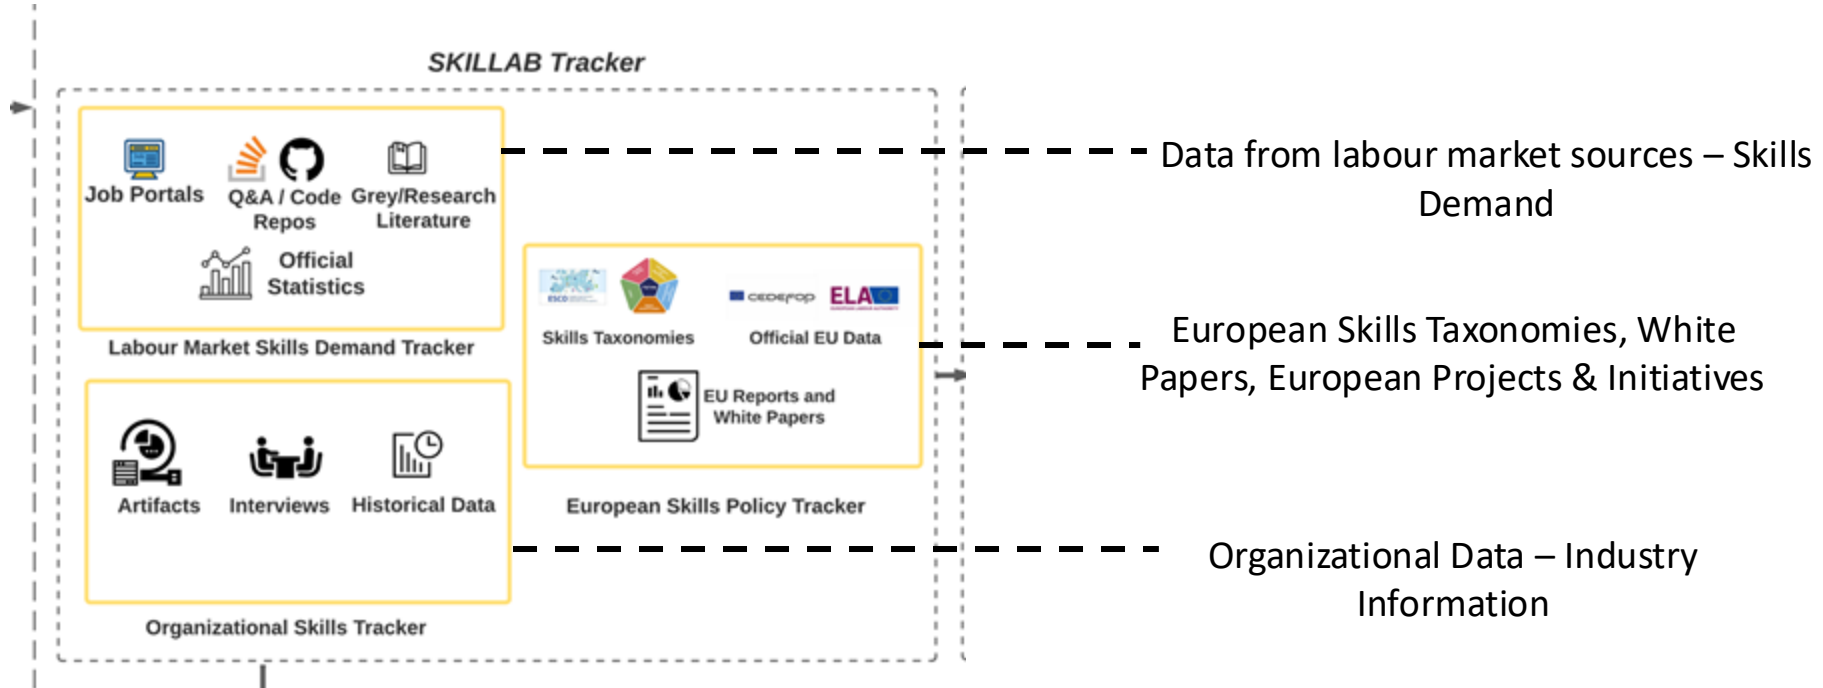 SKILLAB Tracker
Job Portals
Q&A / Code
Repos
Grey/Research
Literature
Official
Statistics
Labour Market Skills Demand Tracker
Data from labour market sources – Skills
Demand
ESCO
CEDEFOP
ELA
Skills Taxonomies
Official EU Data
EU Reports and
White Papers
European Skills Policy Tracker
European Skills Taxonomies, White
Papers, European Projects & Initiatives
Artifacts
Interviews
Historical Data
Organizational Skills Tracker
Organizational Data – Industry
Information